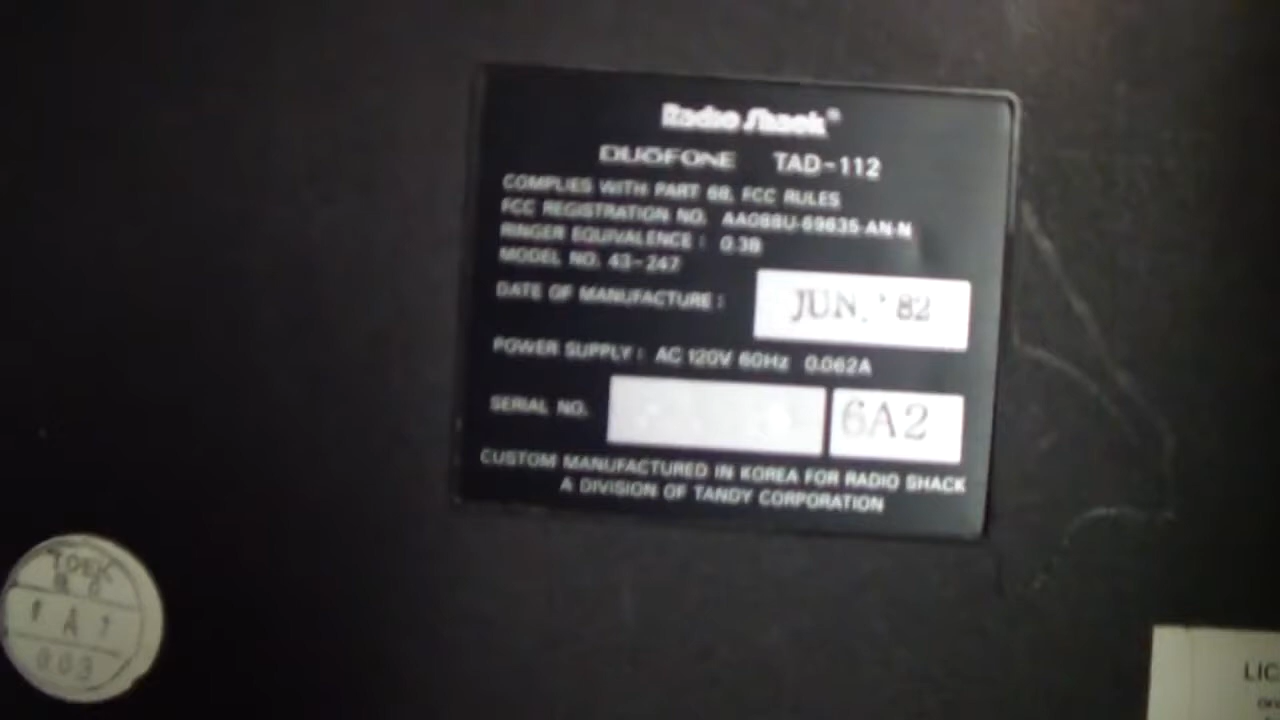 Radio Shack®
DUŌFONE TAD-112
COMPLIES WITH PART 68, FCC RULES
FCC REGISTRATION NO. AA088U-69635-AN-N
RINGER EQUIVALENCE : 0.3B
MODEL NO. 43-247
DATE OF MANUFACTURE : JUN. '82
POWER SUPPLY : AC 120V 60Hz 0.062A
SERIAL NO. 6A2
CUSTOM MANUFACTURED IN KOREA FOR RADIO SHACK
A DIVISION OF TANDY CORPORATION
LIC